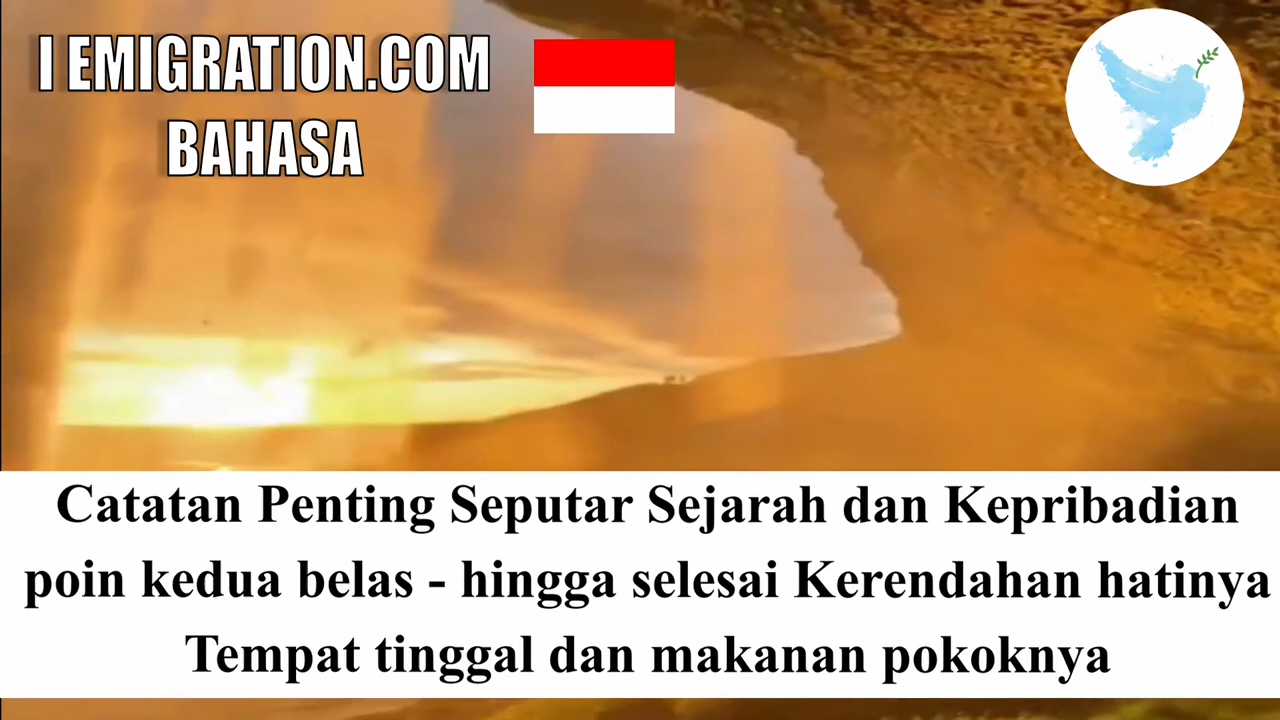 I EMIGRATION.COM
BAHASA
Catatan Penting Seputar Sejarah dan Kepribadian
poin kedua belas - hingga selesai Kerendahan hatinya
Tempat tinggal dan makanan pokoknya